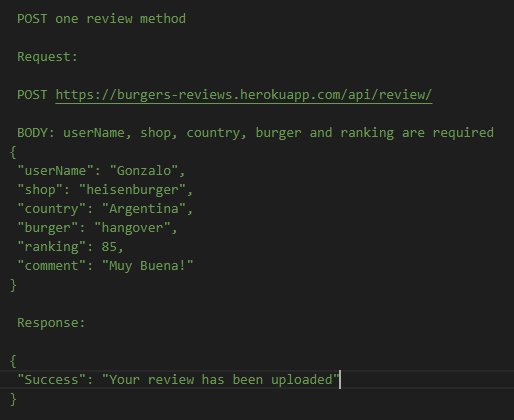 POST one review method
Request:
POST https://burgers-reviews.herokuapp.com/api/review/
BODY: userName, shop, country, burger and ranking are required
{
"userName": "Gonzalo",
"shop": "heisenburger",
"country": "Argentina",
"burger": "hangover",
"ranking": 85,
"comment": "Muy Buena!"
}
Response:
{
"Success": "Your review has been uploaded"
}